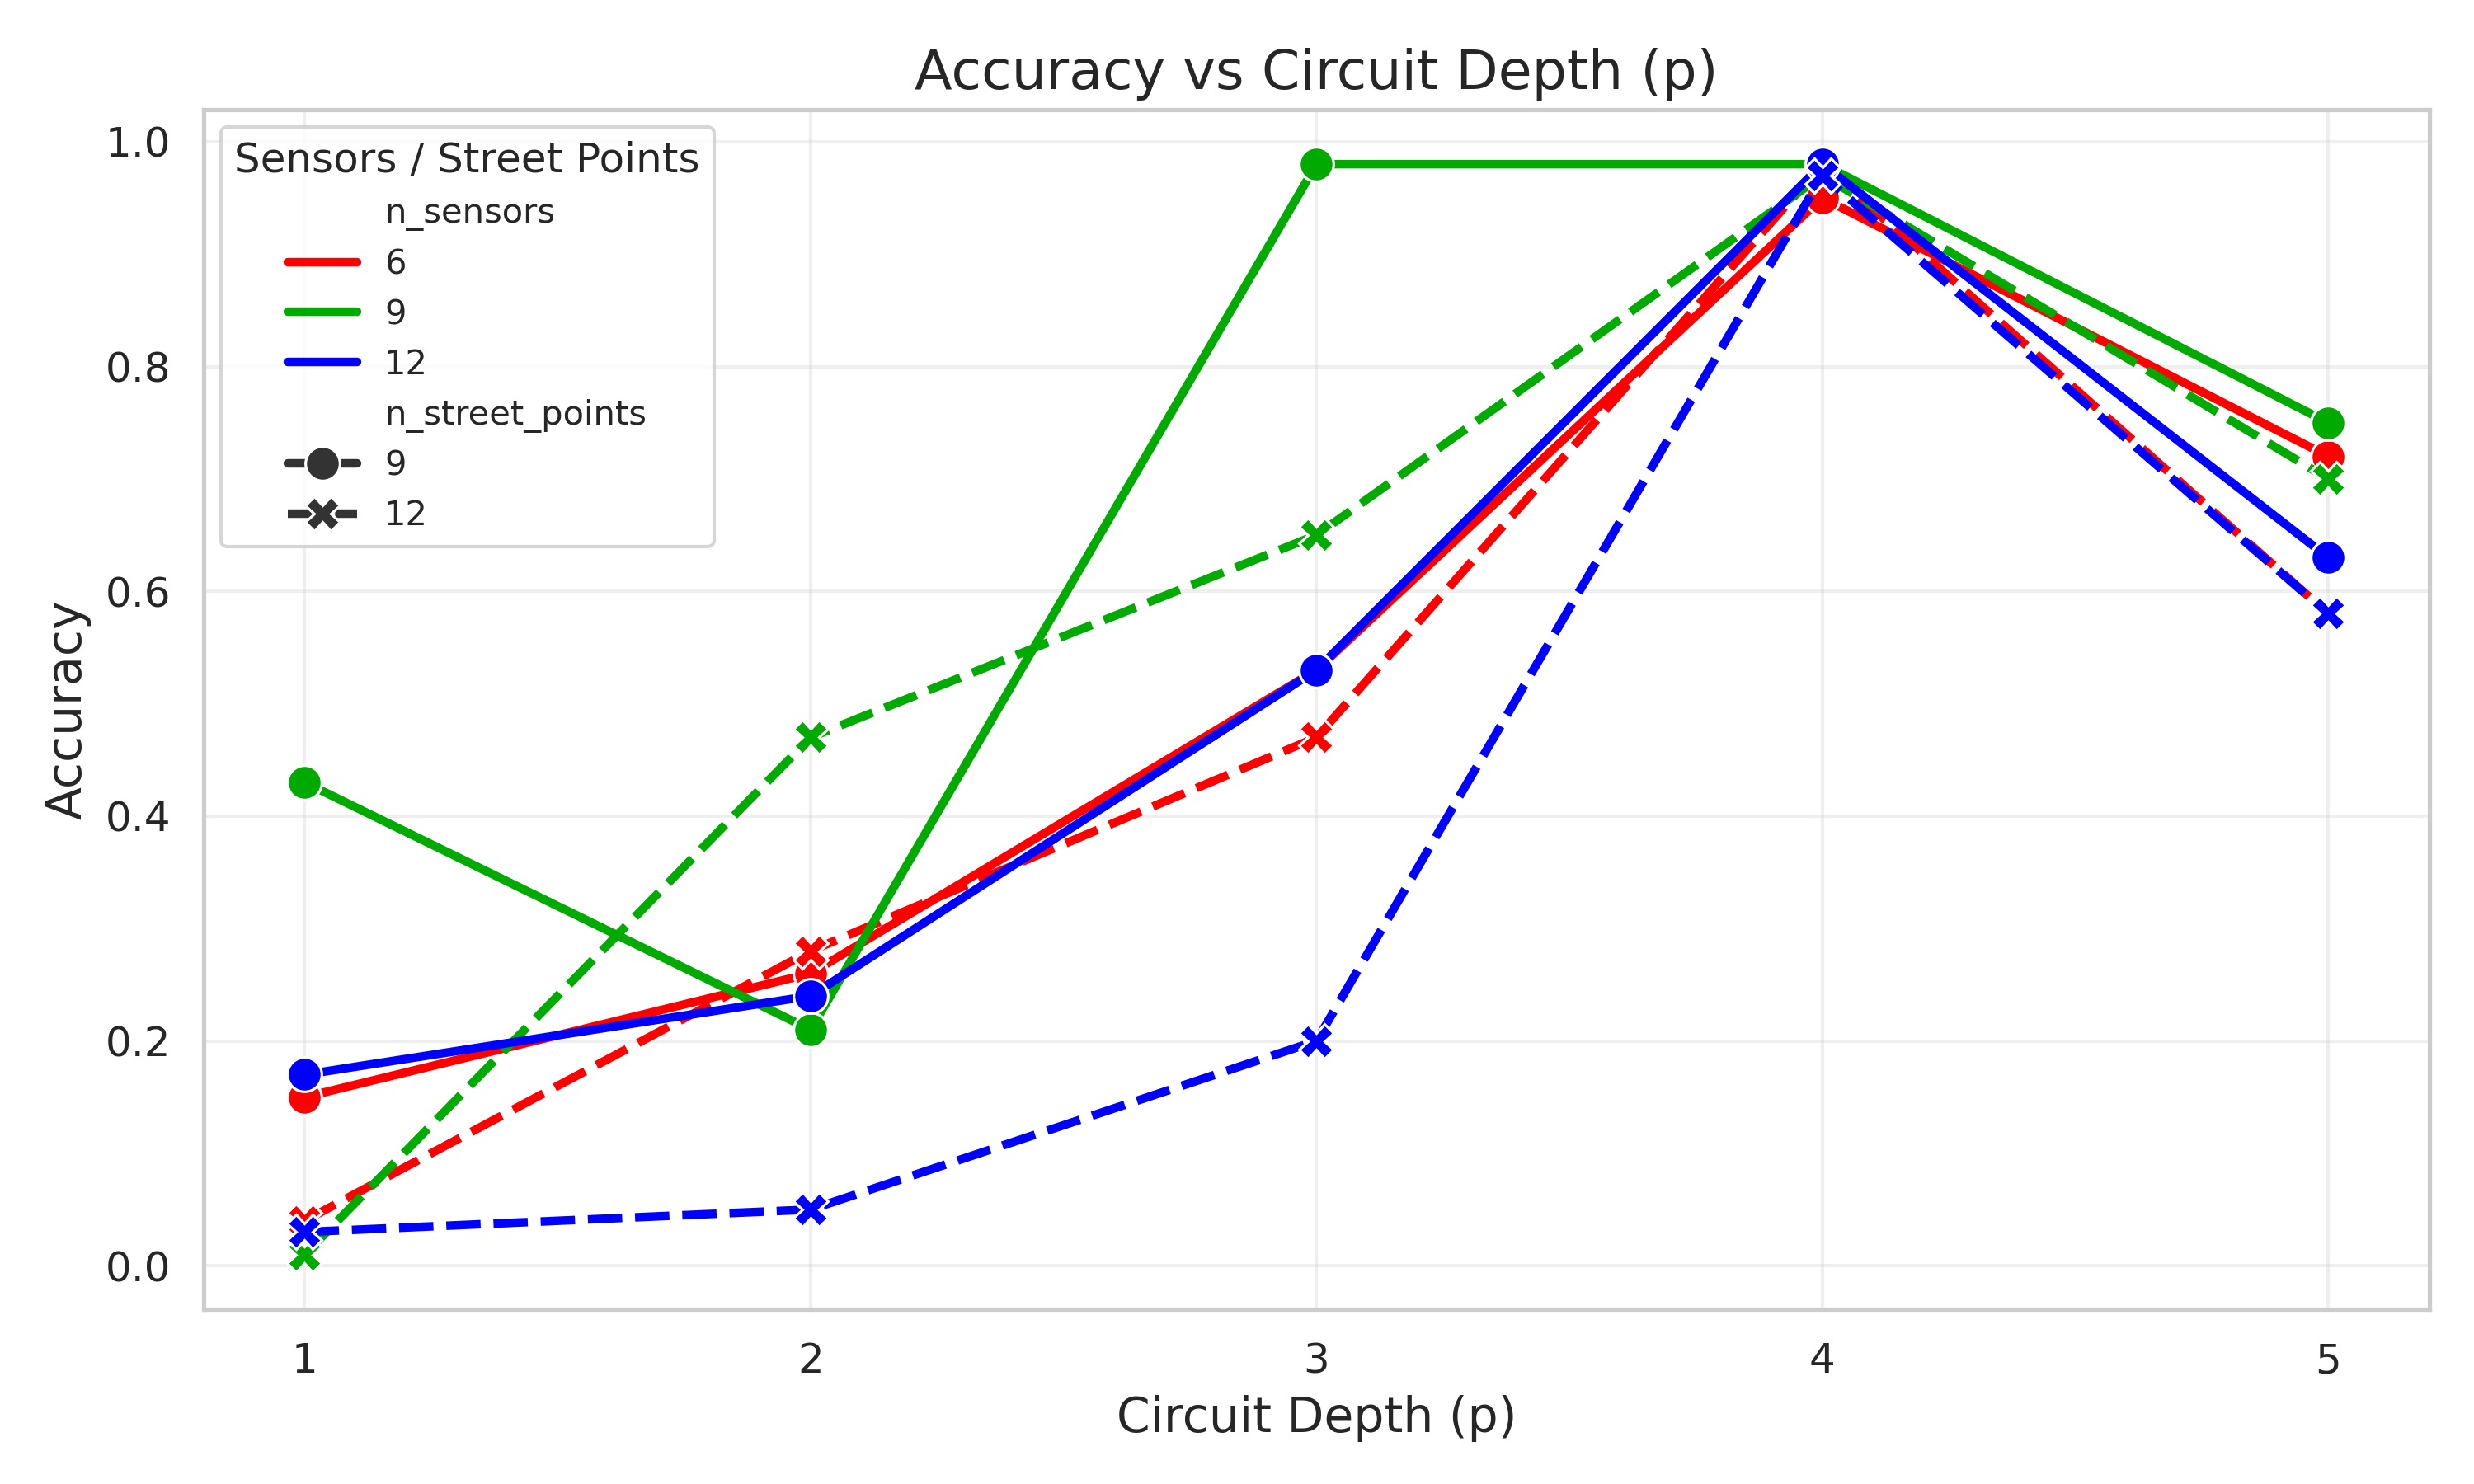 Accuracy vs Circuit Depth (p)
Sensors / Street Points
n_sensors
6
9
12
n_street_points
9
12
1.0
0.8
0.6
0.4
0.2
0.0
Accuracy
1 2 3 4 5
Circuit Depth (p)